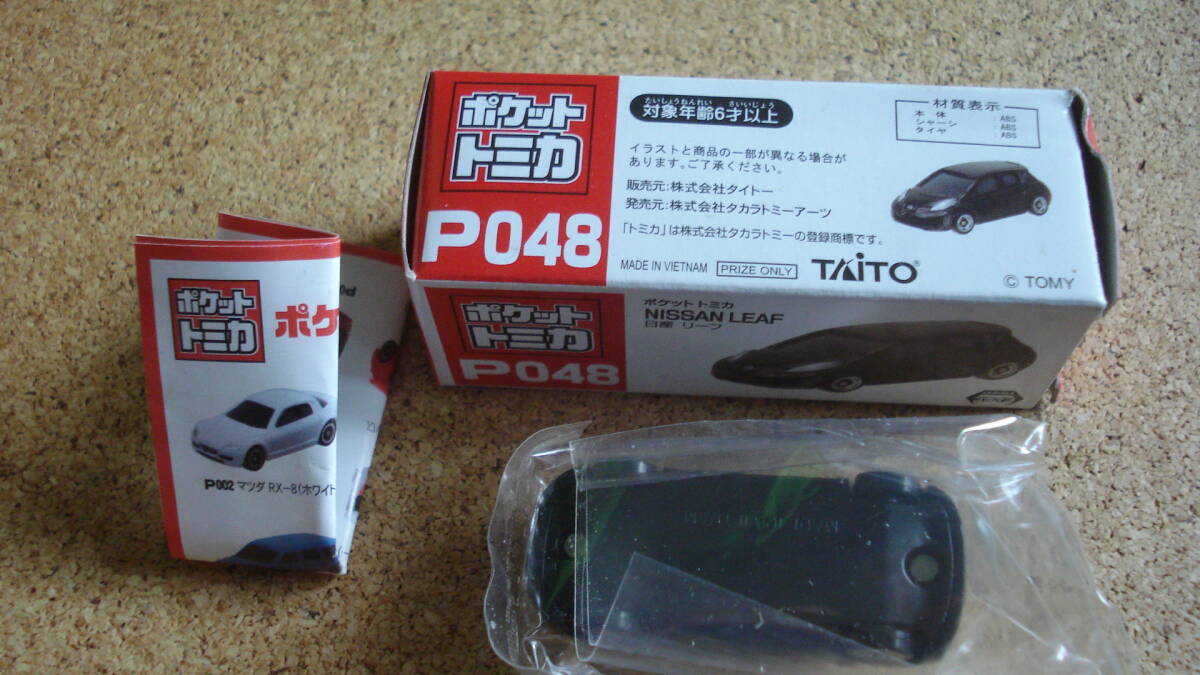 ポケット
トミカ
P048
たいしょうねんれい さいいじょう
対象年齢6才以上
イラストと商品の一部が異なる場合が
あります。ご了承ください。
販売元:株式会社タイトー
発売元:株式会社タカラトミーアーツ
「トミカ」は株式会社タカラトミーの登録商標です。
MADE IN VIETNAM PRIZE ONLY TAITO®
材質表示
本体 : ABS
シャーシ : ABS
タイヤ : ABS
© TOMY
ポケット
トミカ
P048
ポケットトミカ
NISSAN LEAF
日産 リーフ
ポケット
トミカ
ポケ
P002 マツダ RX-8(ホワイト